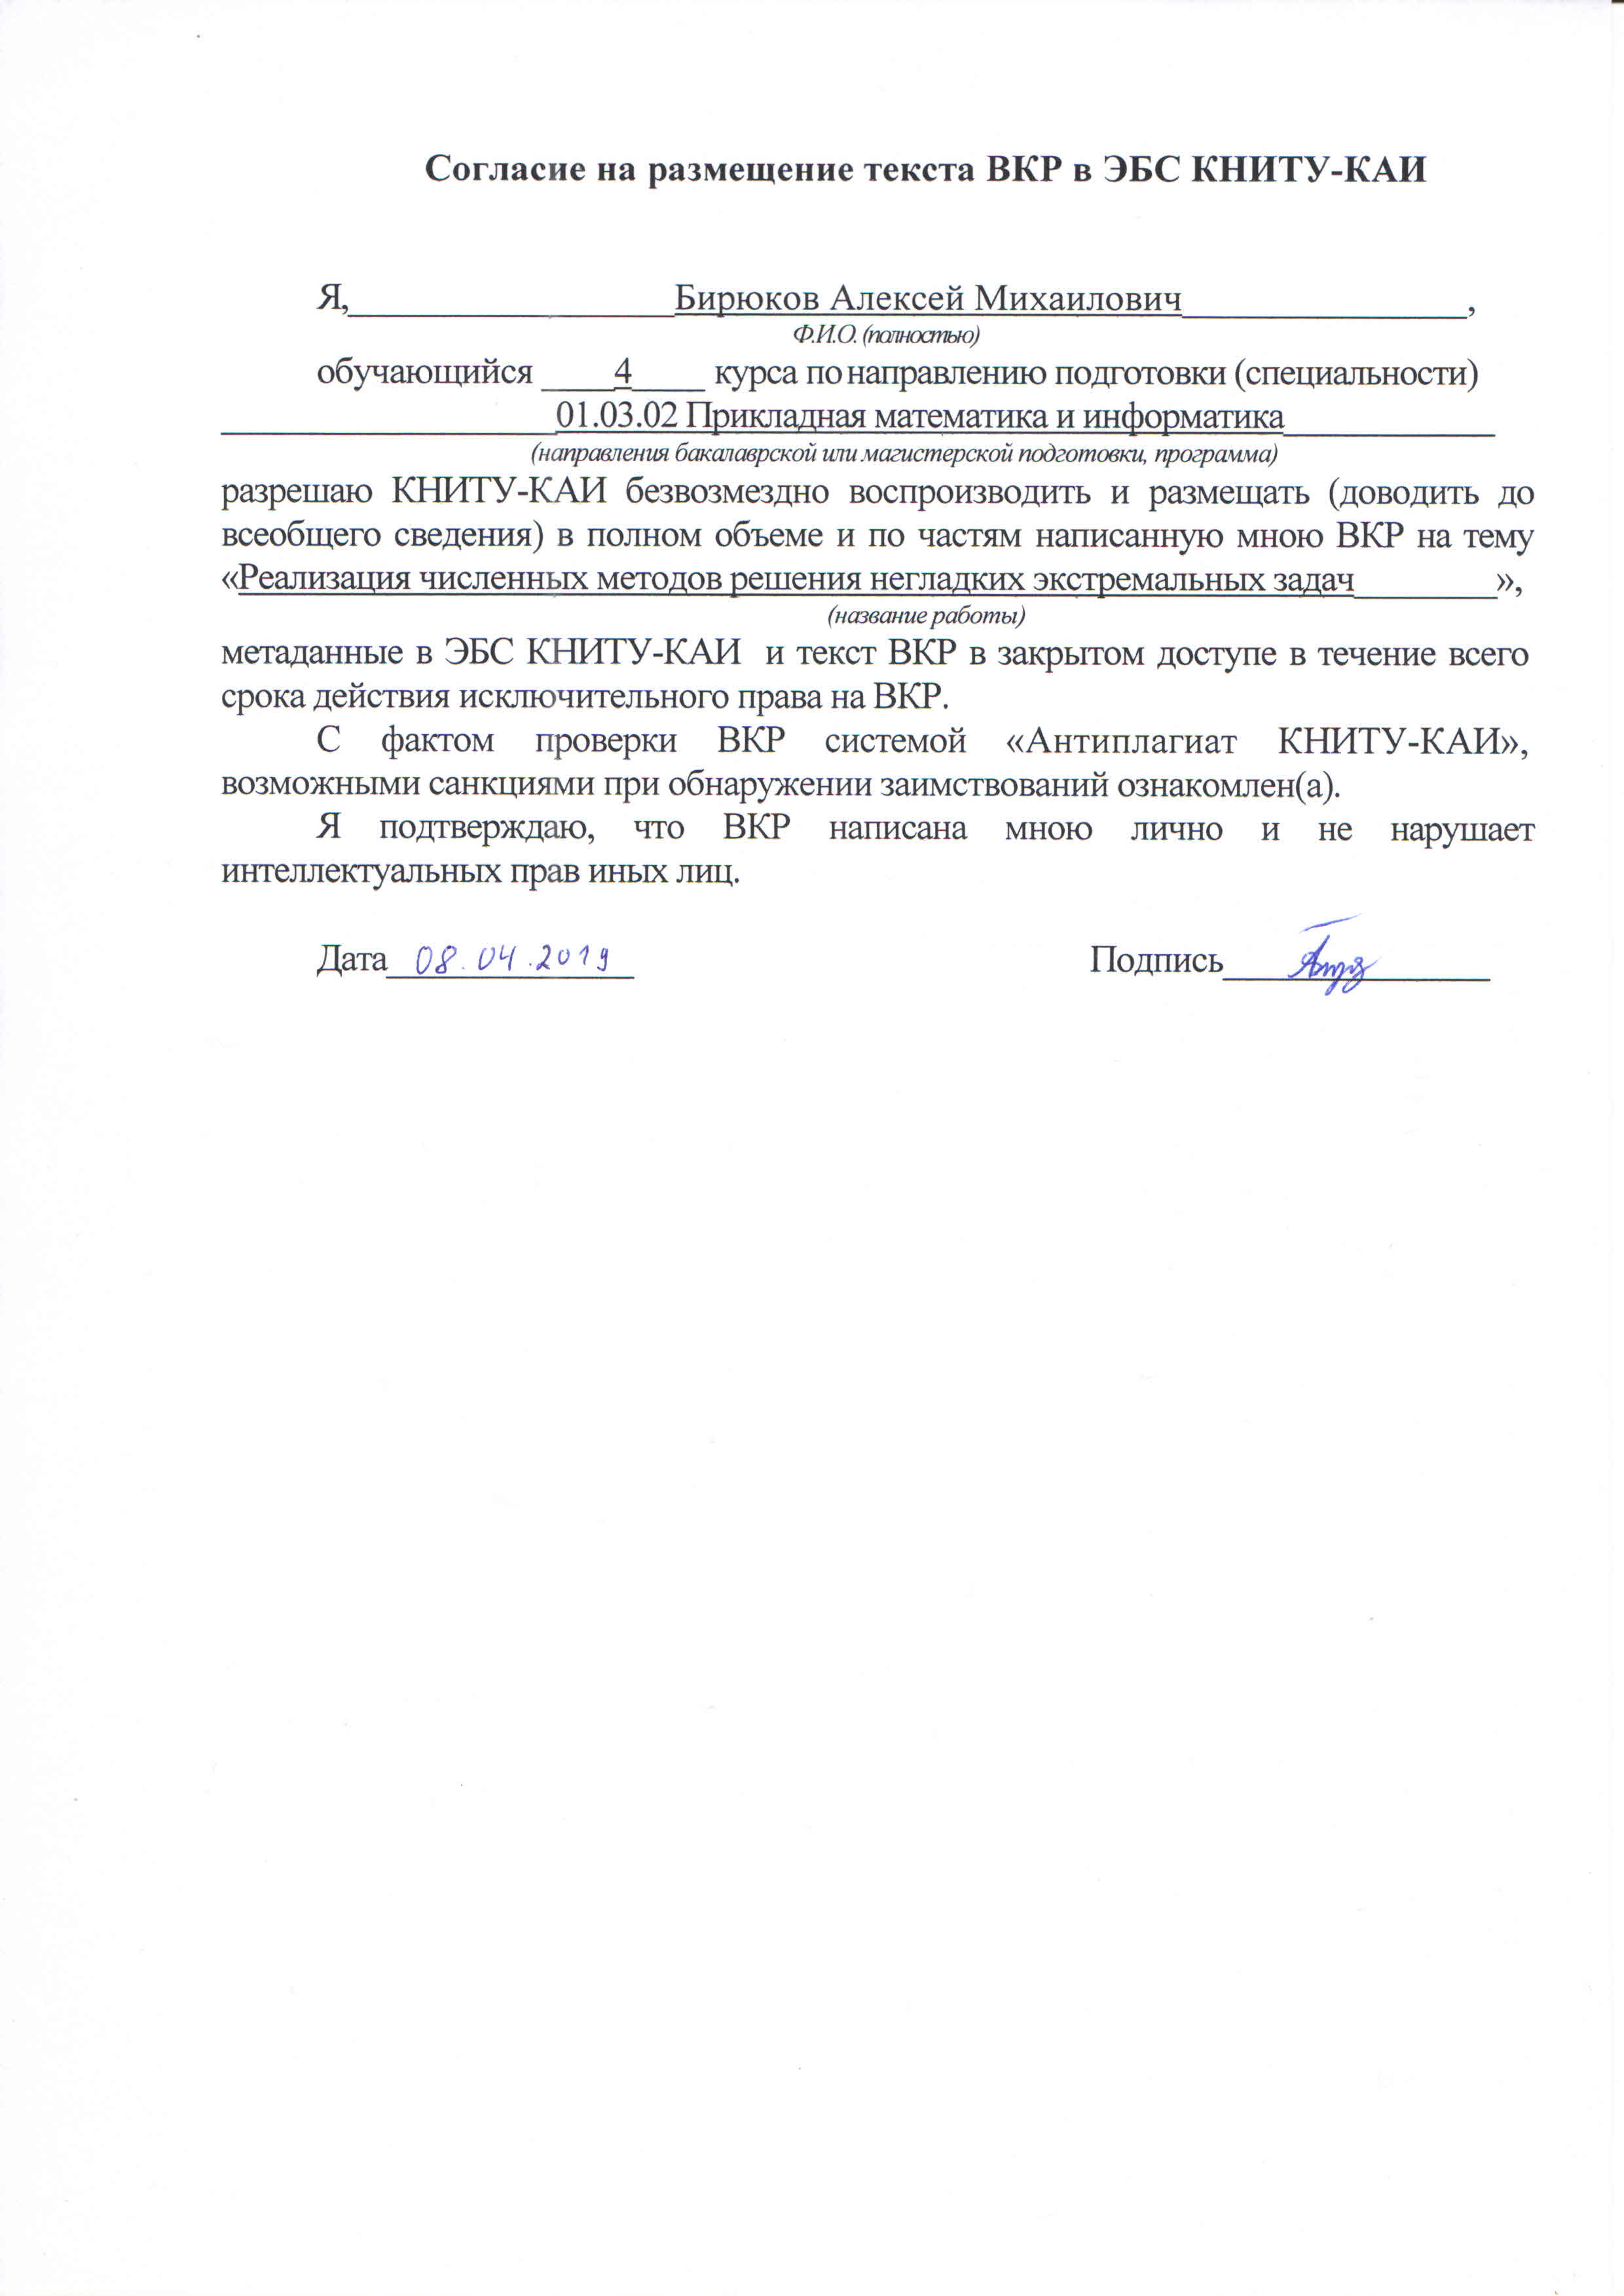 Согласие на размещение текста ВКР в ЭБС КНИТУ-КАИ
Я,__________________Бирюков Алексей Михаилович________________,
Ф.И.О. (полностью)
обучающийся ____4____ курса по направлению подготовки (специальности)
__________________01.03.02 Прикладная математика и информатика____________
(направления бакалаврской или магистерской подготовки, программа)
разрешаю КНИТУ-КАИ безвозмездно воспроизводить и размещать (доводить до
всеобщего сведения) в полном объеме и по частям написанную мною ВКР на тему
«Реализация численных методов решения негладких экстремальных задач________»,
(название работы)
метаданные в ЭБС КНИТУ-КАИ и текст ВКР в закрытом доступе в течение всего
срока действия исключительного права на ВКР.
С фактом проверки ВКР системой «Антиплагиат КНИТУ-КАИ»,
возможными санкциями при обнаружении заимствований ознакомлен(а).
Я подтверждаю, что ВКР написана мною лично и не нарушает
интеллектуальных прав иных лиц.
Дата 08.04.2019 Подпись